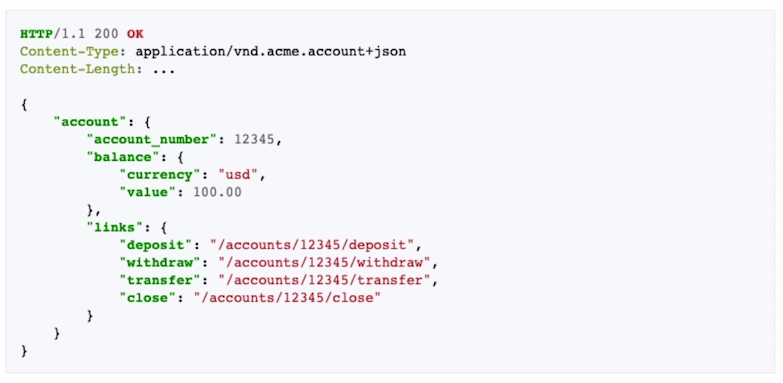 HTTP/1.1 200 OK
Content-Type: application/vnd.acme.account+json
Content-Length: ...

{
    "account": {
        "account_number": 12345,
        "balance": {
            "currency": "usd",
            "value": 100.00
        },
        "links": {
            "deposit": "/accounts/12345/deposit",
            "withdraw": "/accounts/12345/withdraw",
            "transfer": "/accounts/12345/transfer",
            "close": "/accounts/12345/close"
        }
    }
}